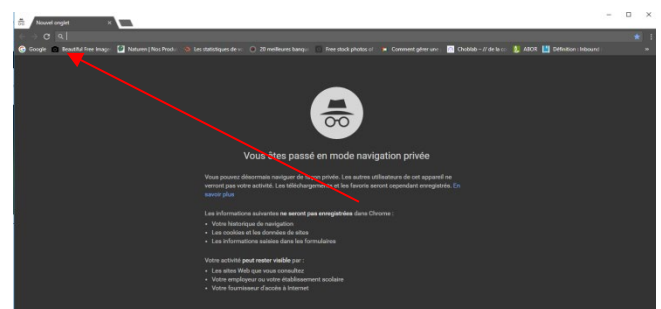 Nouvel onglet
Google Beautiful Free Images Naturen | Nos Produ Les statistiques de v 20 meilleures banqu Free stock photos of Comment gérer une ABOR Définition : Inbound
Vous êtes passé en mode navigation privée
Vous pouvez désormais naviguer de façon privée. Les autres utilisateurs de cet appareil ne
verront pas votre activité. Les téléchargements et les favoris seront cependant enregistrés. En
savoir plus
Les informations suivantes ne seront pas enregistrées dans Chrome :
• Votre historique de navigation
• Les cookies et les données de sites
• Les informations saisies dans les formulaires
Votre activité peut rester visible par :
• Les sites Web que vous consultez
• Votre employeur ou votre établissement scolaire
• Votre fournisseur d'accès à Internet